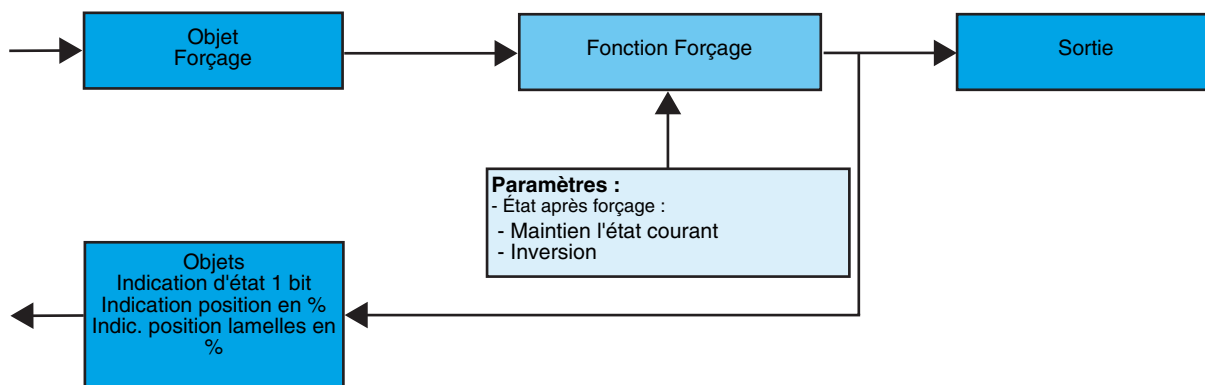 Objet
Forçage
Fonction Forçage
Sortie
Paramètres :
- État après forçage :
- Maintien l'état courant
- Inversion
Objets
Indication d'état 1 bit
Indication position en %
Indic. position lamelles en
%